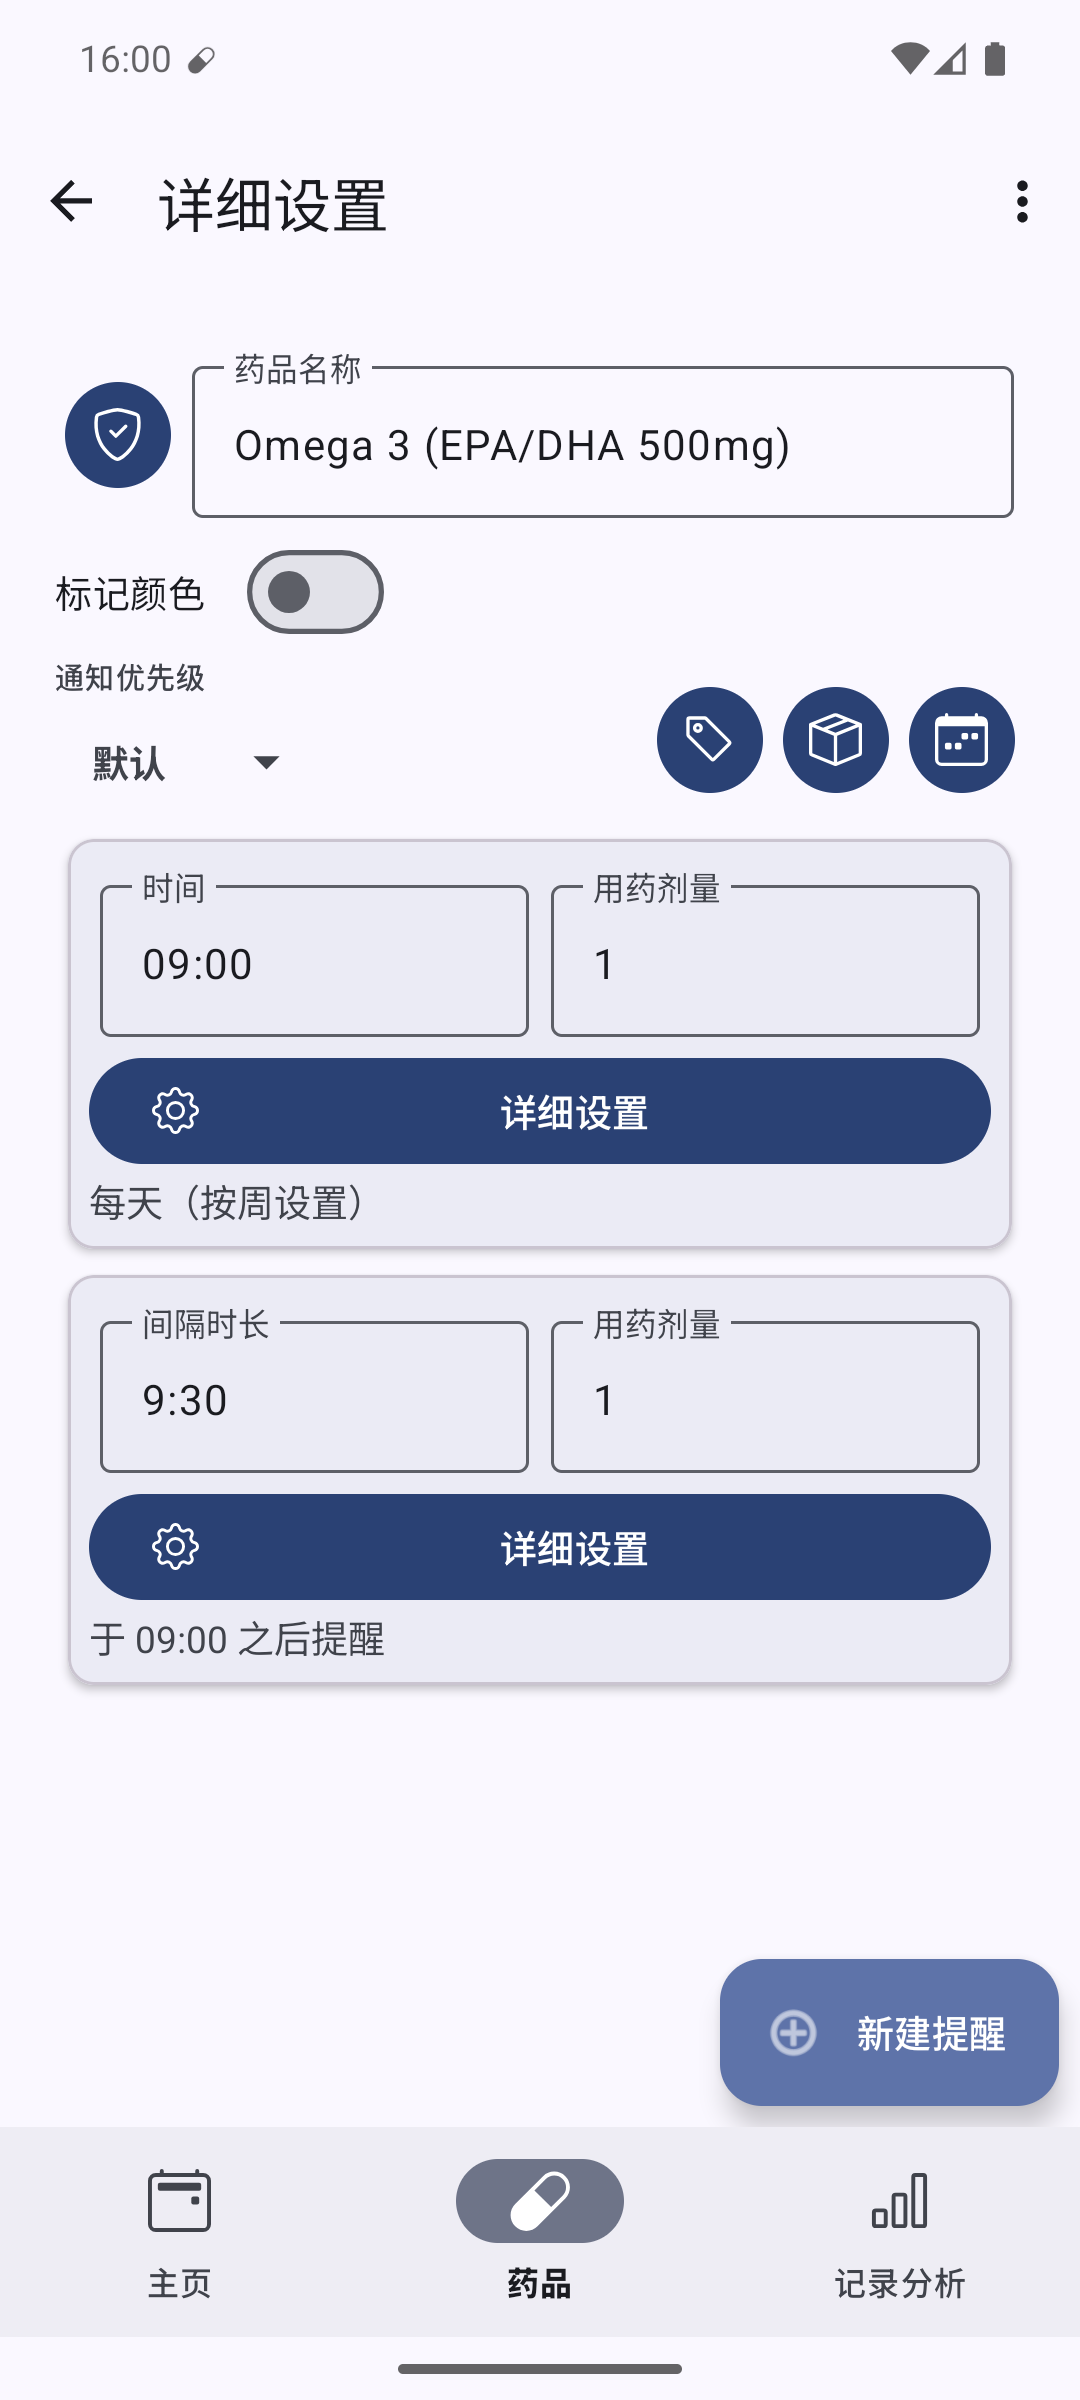 16:00
详细设置
药品名称
Omega 3 (EPA/DHA 500mg)
标记颜色
通知优先级
默认
时间
用药剂量
09:00
1
详细设置
每天（按周设置）
间隔时长
用药剂量
9:30
1
详细设置
于 09:00 之后提醒
新建提醒
主页
药品
记录分析